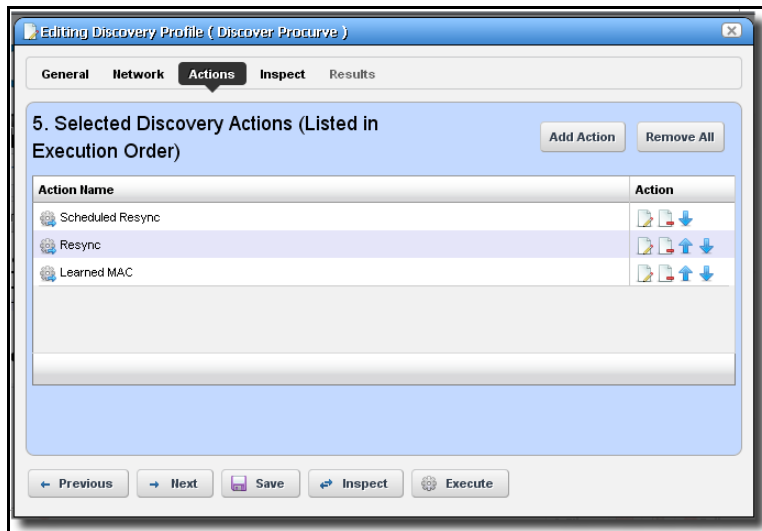 Editing Discovery Profile ( Discover Procurve )
General Network Actions Inspect Results
5. Selected Discovery Actions (Listed in
Execution Order)
Add Action Remove All
Action Name Action
Scheduled Resync
Resync
Learned MAC
Previous Next Save Inspect Execute